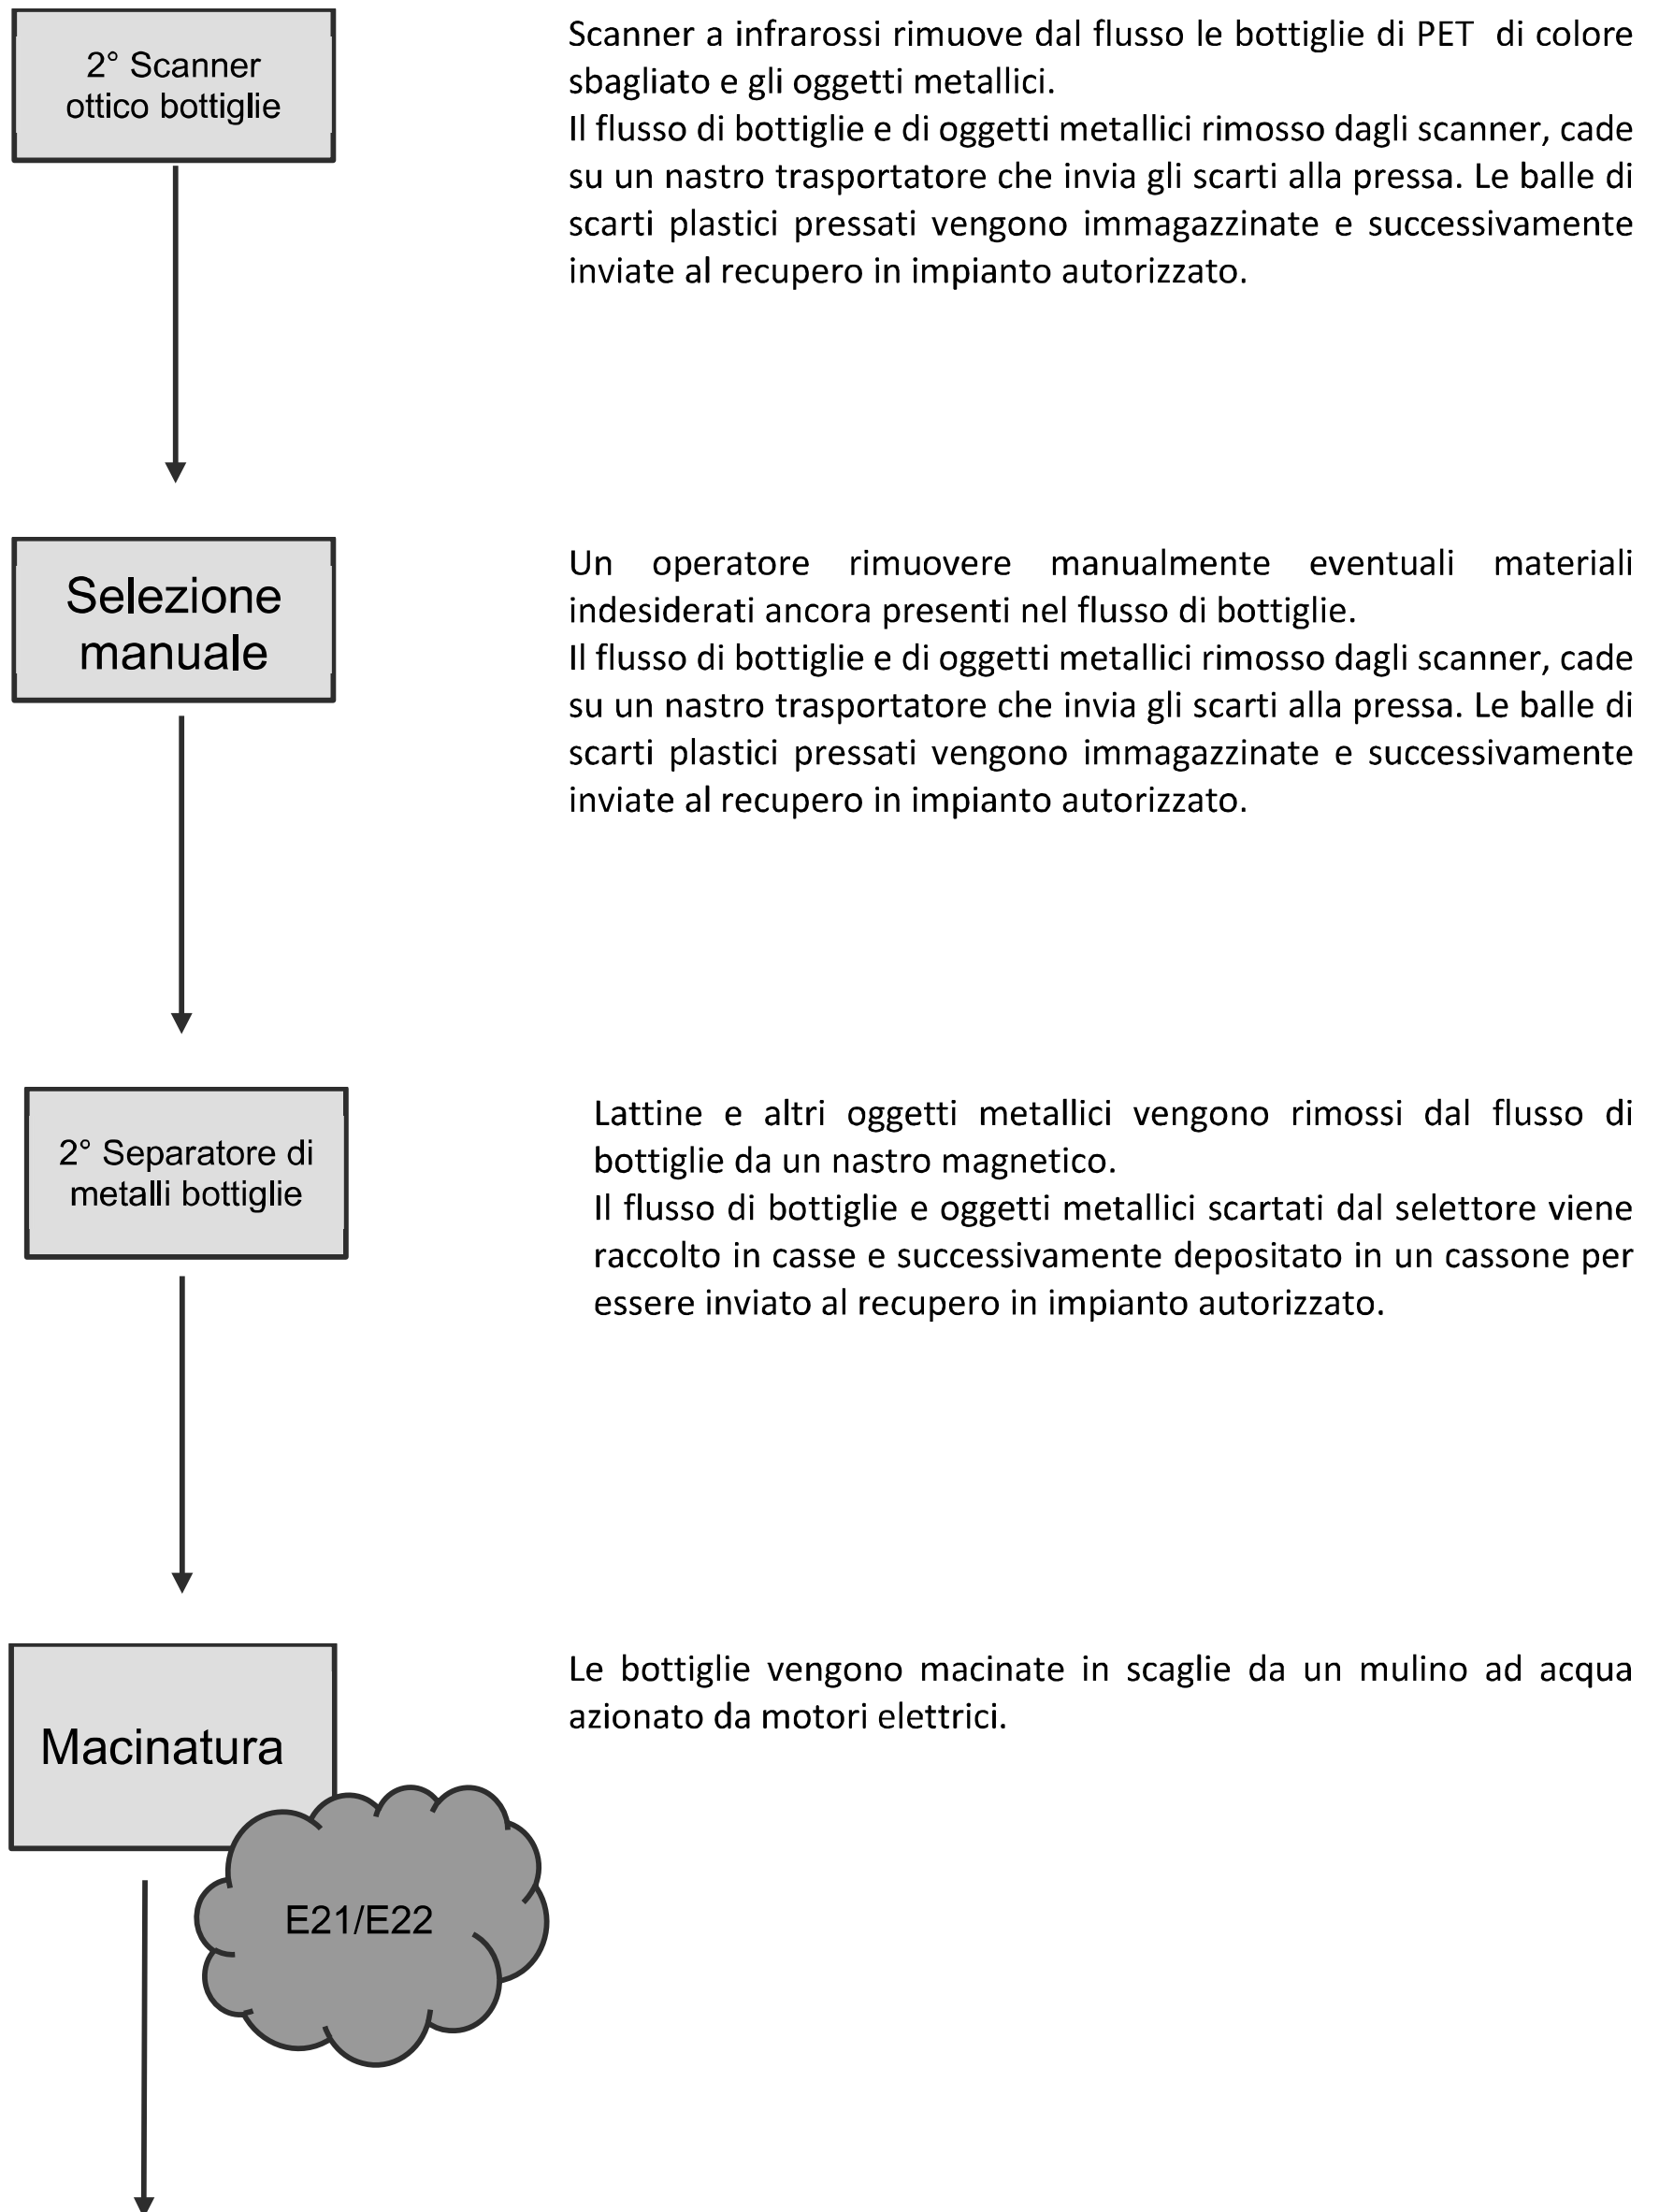 2° Scanner
ottico bottiglie
Scanner a infrarossi rimuove dal flusso le bottiglie di PET  di colore
sbagliato e gli oggetti metallici.
Il flusso di bottiglie e di oggetti metallici rimosso dagli scanner, cade
su un nastro trasportatore che invia gli scarti alla pressa. Le balle di
scarti plastici pressati vengono immagazzinate e successivamente
inviate al recupero in impianto autorizzato.
Selezione
manuale
Un operatore rimuovere manualmente eventuali materiali
indesiderati ancora presenti nel flusso di bottiglie.
Il flusso di bottiglie e di oggetti metallici rimosso dagli scanner, cade
su un nastro trasportatore che invia gli scarti alla pressa. Le balle di
scarti plastici pressati vengono immagazzinate e successivamente
inviate al recupero in impianto autorizzato.
2° Separatore di
metalli bottiglie
Lattine e altri oggetti metallici vengono rimossi dal flusso di
bottiglie da un nastro magnetico.
Il flusso di bottiglie e oggetti metallici scartati dal selettore viene
raccolto in casse e successivamente depositato in un cassone per
essere inviato al recupero in impianto autorizzato.
Macinatura
Le bottiglie vengono macinate in scaglie da un mulino ad acqua
azionato da motori elettrici.
E21/E22